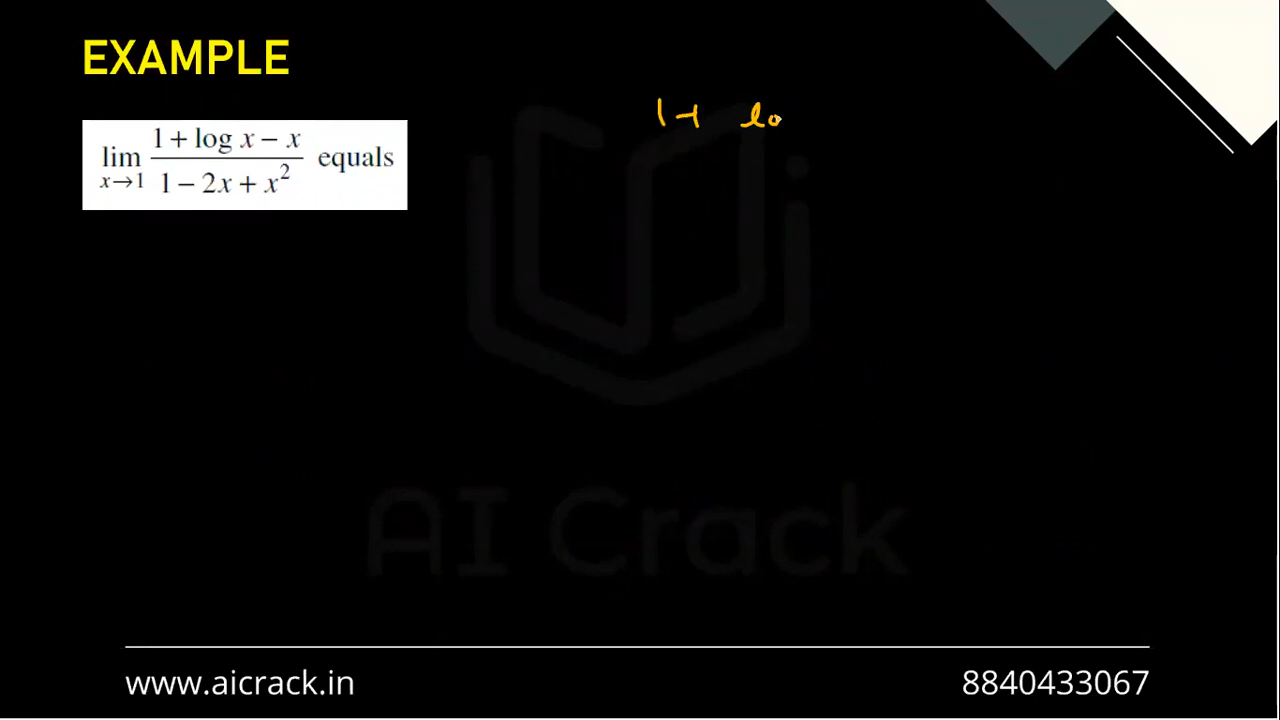 EXAMPLE
lim x→1 (1 + log x − x)/(1 − 2x + x²) equals
1+ lo
AI Crack
www.aicrack.in
8840433067